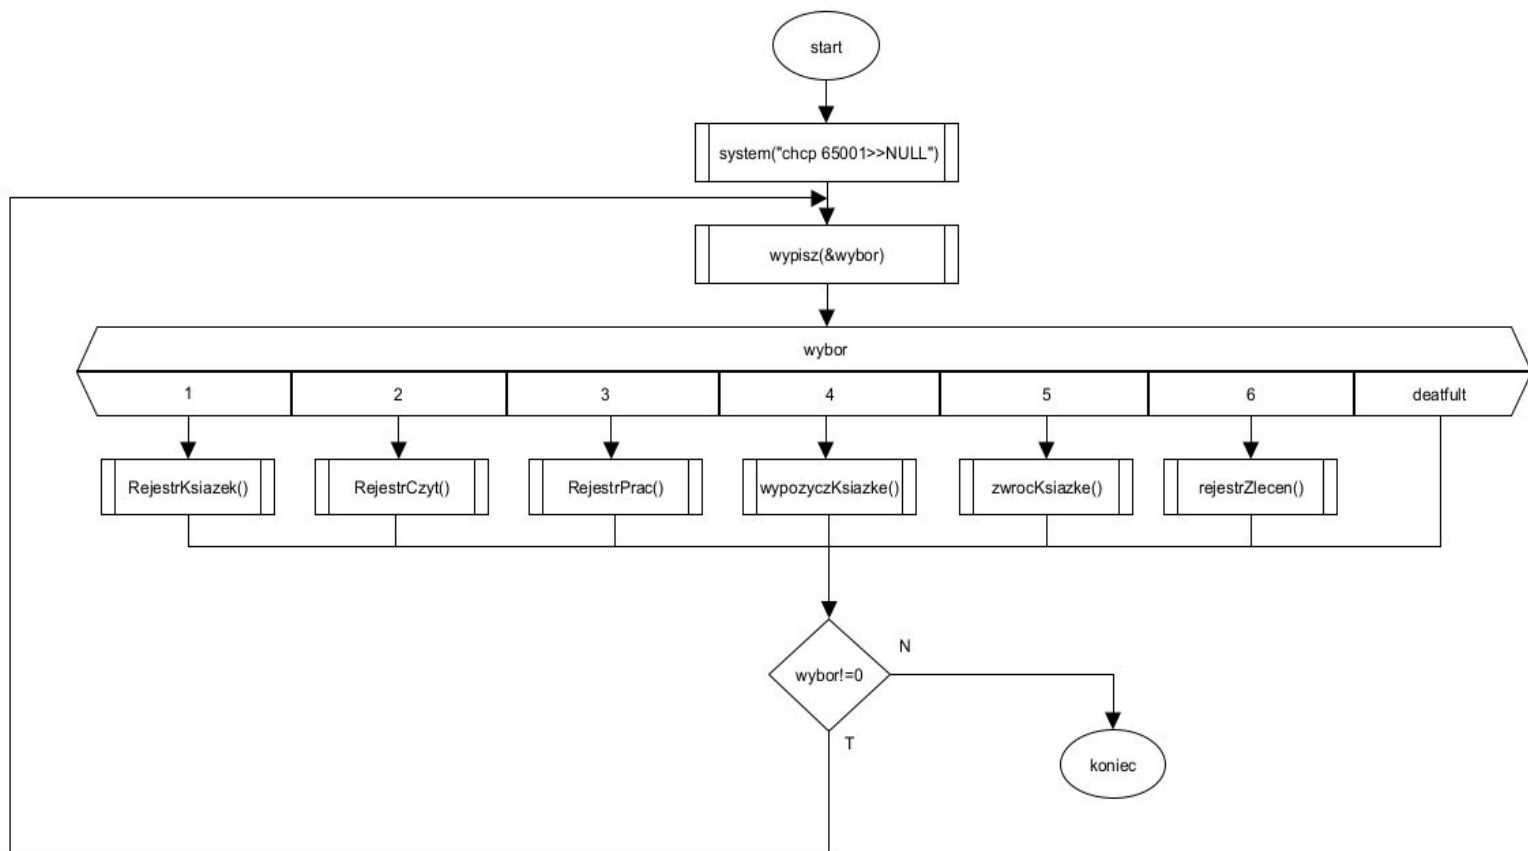 start
system("chcp 65001>>NULL")
wypisz(&wybor)
wybor
1
2
3
4
5
6
deatfult
RejestrKsiazek()
RejestrCzyt()
RejestrPrac()
wypozyczKsiazke()
zwrocKsiazke()
rejestrZlecen()
wybor!=0
N
T
koniec